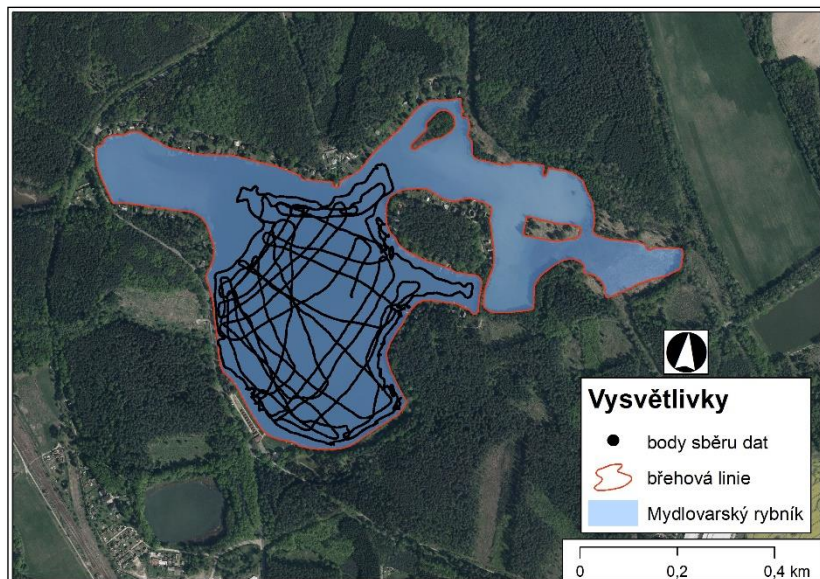 Vysvětlivky
body sběru dat
břehová linie
Mydlovarský rybník
0 0,2 0,4 km